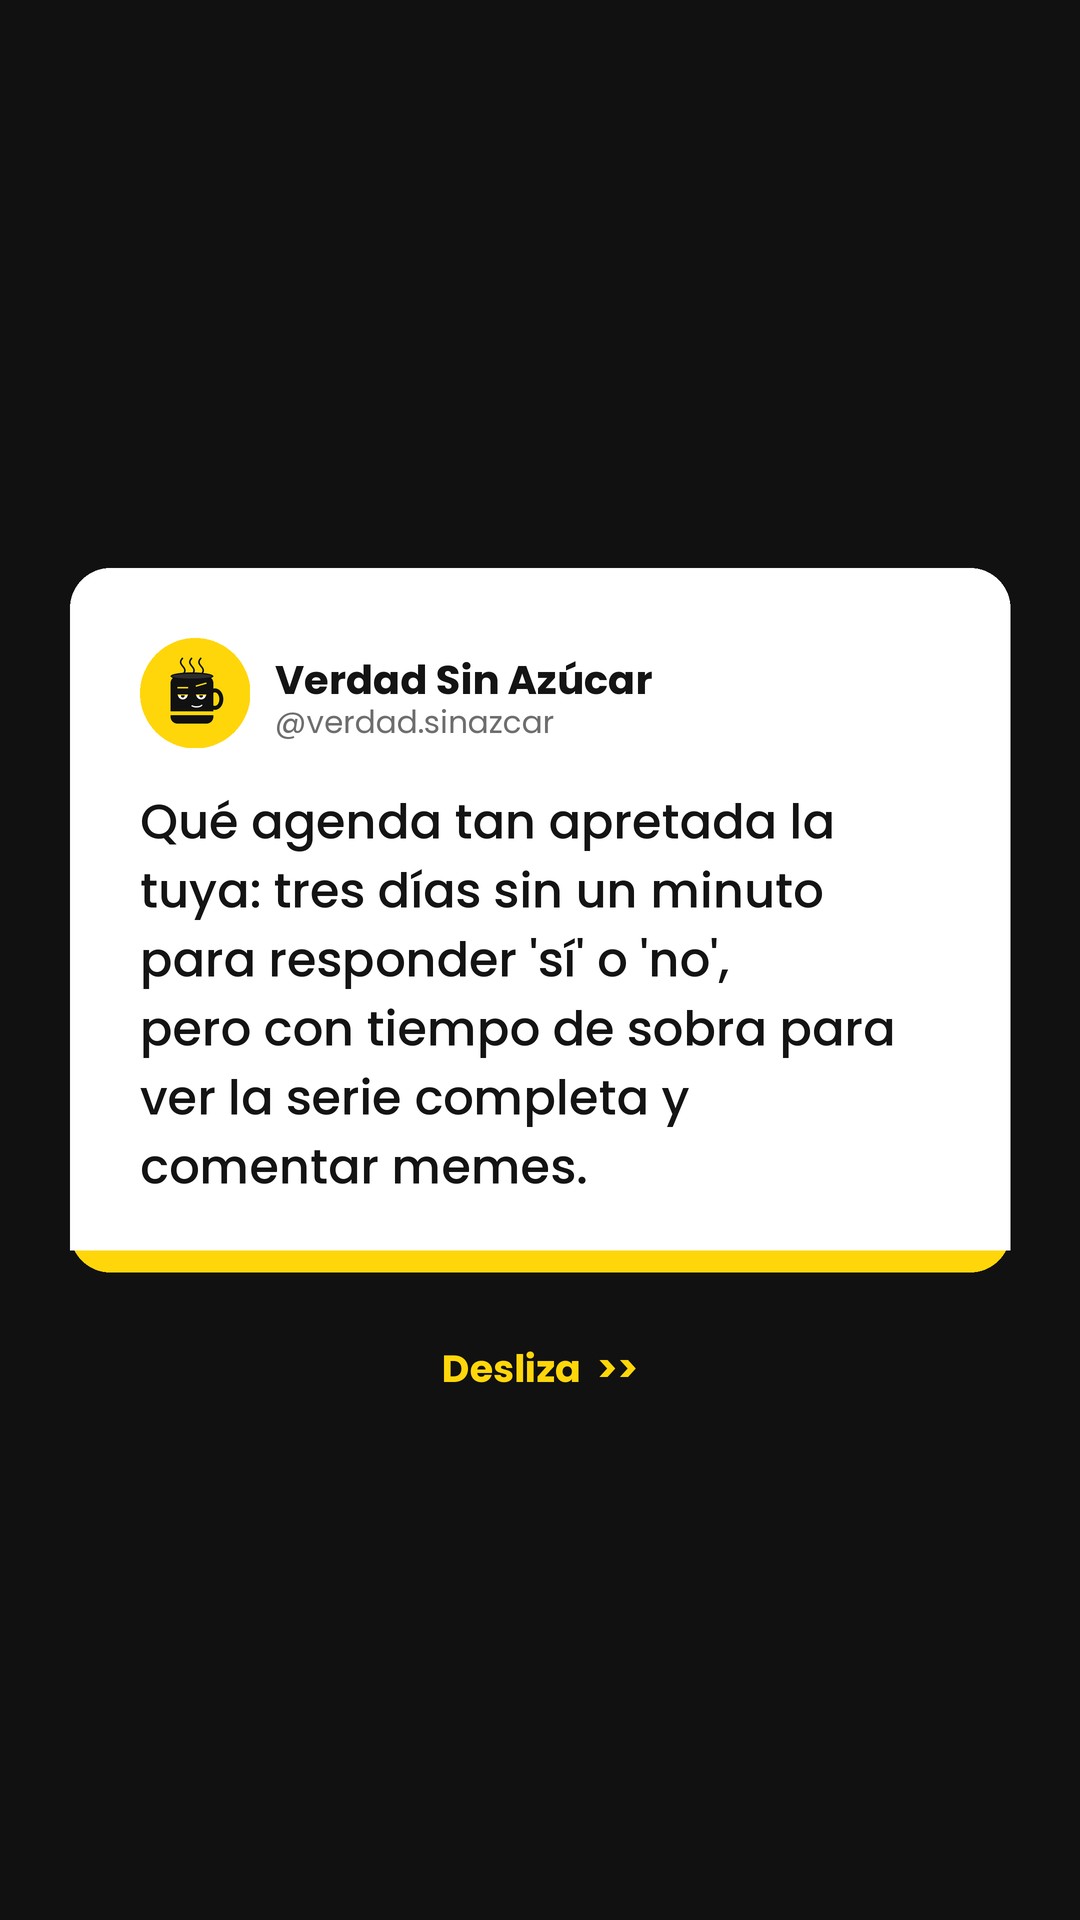 Verdad Sin Azúcar
@verdad.sinazcar
Qué agenda tan apretada la
tuya: tres días sin un minuto
para responder 'sí' o 'no',
pero con tiempo de sobra para
ver la serie completa y
comentar memes.
Desliza >>